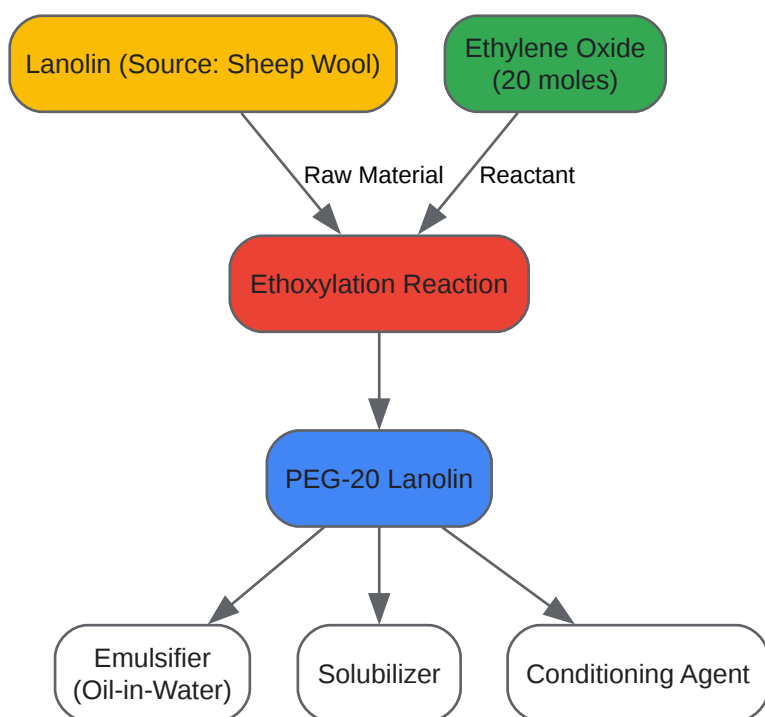 Lanolin (Source: Sheep Wool)
Ethylene Oxide
(20 moles)
Raw Material
Reactant
Ethoxylation Reaction
PEG-20 Lanolin
Emulsifier
(Oil-in-Water)
Solubilizer
Conditioning Agent